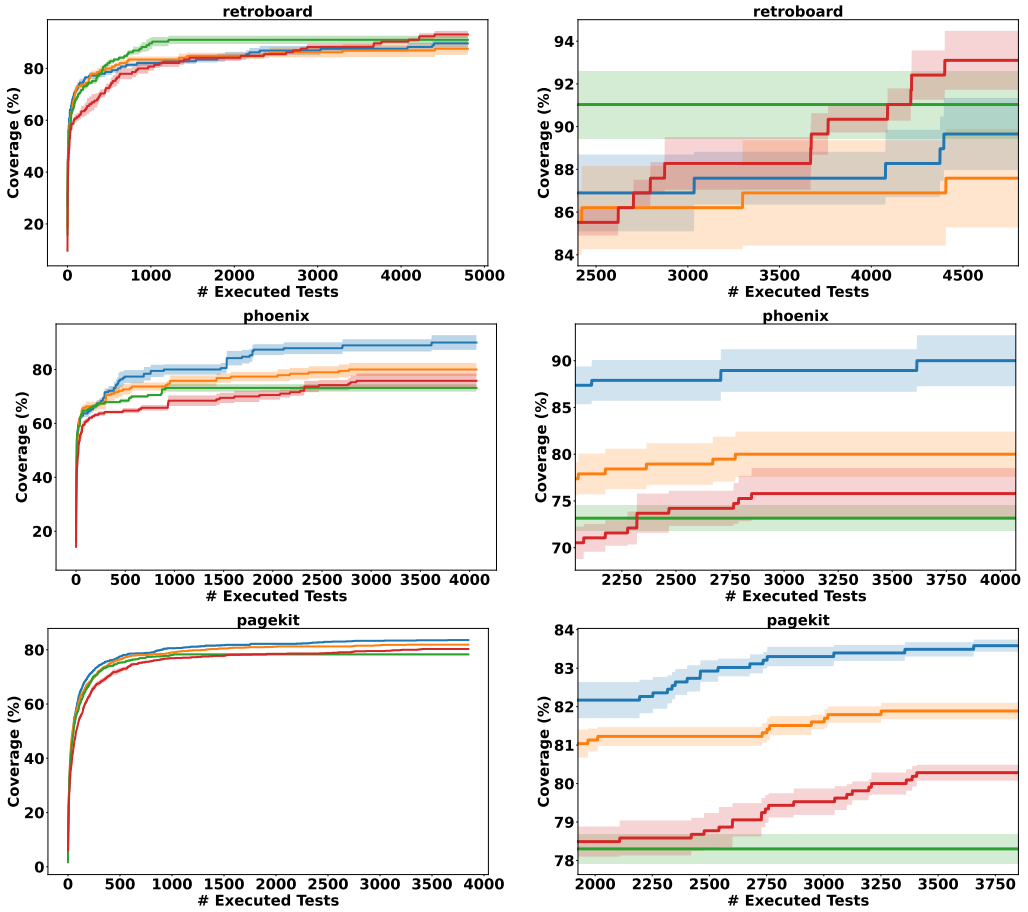 retroboard
Coverage (%)
80
60
40
20
0 1000 2000 3000 4000 5000
# Executed Tests
retroboard
Coverage (%)
94
92
90
88
86
84
2500 3000 3500 4000 4500
# Executed Tests
phoenix
Coverage (%)
80
60
40
20
0 500 1000 1500 2000 2500 3000 3500 4000
# Executed Tests
phoenix
Coverage (%)
90
85
80
75
70
2250 2500 2750 3000 3250 3500 3750 4000
# Executed Tests
pagekit
Coverage (%)
80
60
40
20
0
0 500 1000 1500 2000 2500 3000 3500 4000
# Executed Tests
pagekit
Coverage (%)
84
83
82
81
80
79
78
2000 2250 2500 2750 3000 3250 3500 3750
# Executed Tests